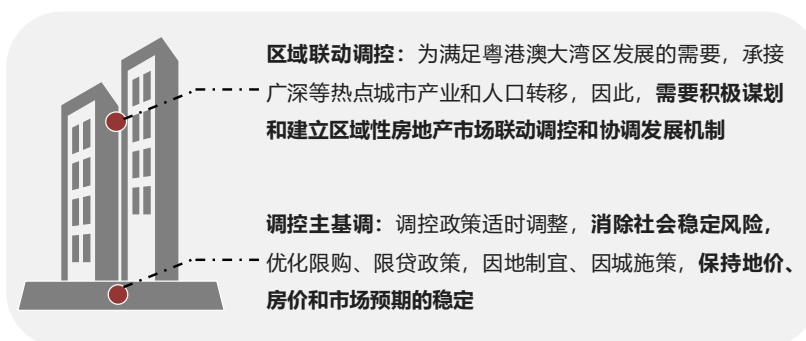 区域联动调控：为满足粤港澳大湾区发展的需要，承接
广深等热点城市产业和人口转移，因此，需要积极谋划
和建立区域性房地产市场联动调控和协调发展机制
调控主基调：调控政策适时调整，消除社会稳定风险，
优化限购、限贷政策，因地制宜、因城施策，保持地价、
房价和市场预期的稳定